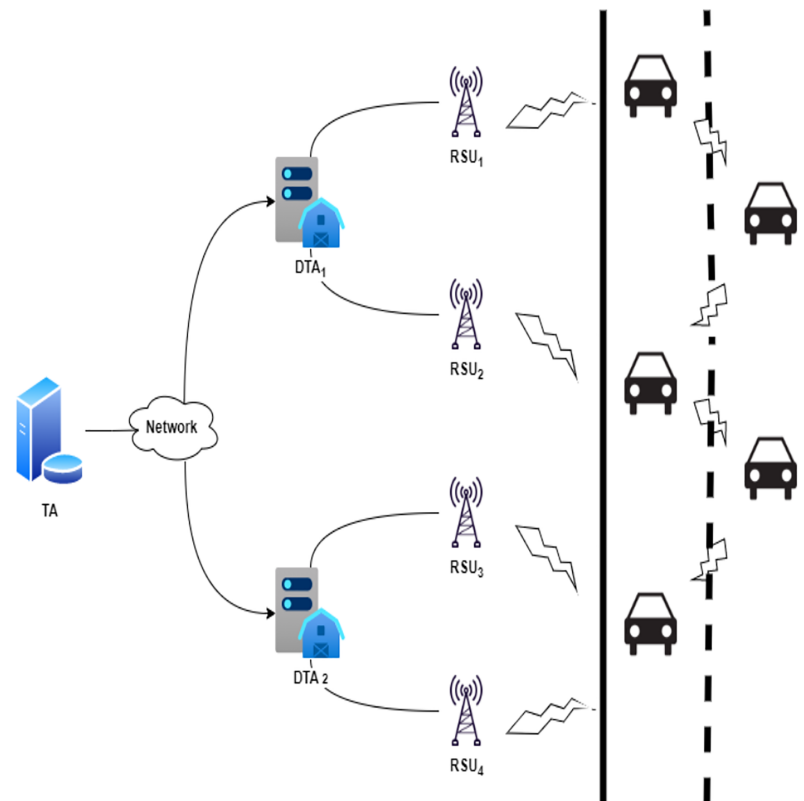 RSU₁
DTA₁
RSU₂
Network
TA
RSU₃
DTA ₂
RSU₄